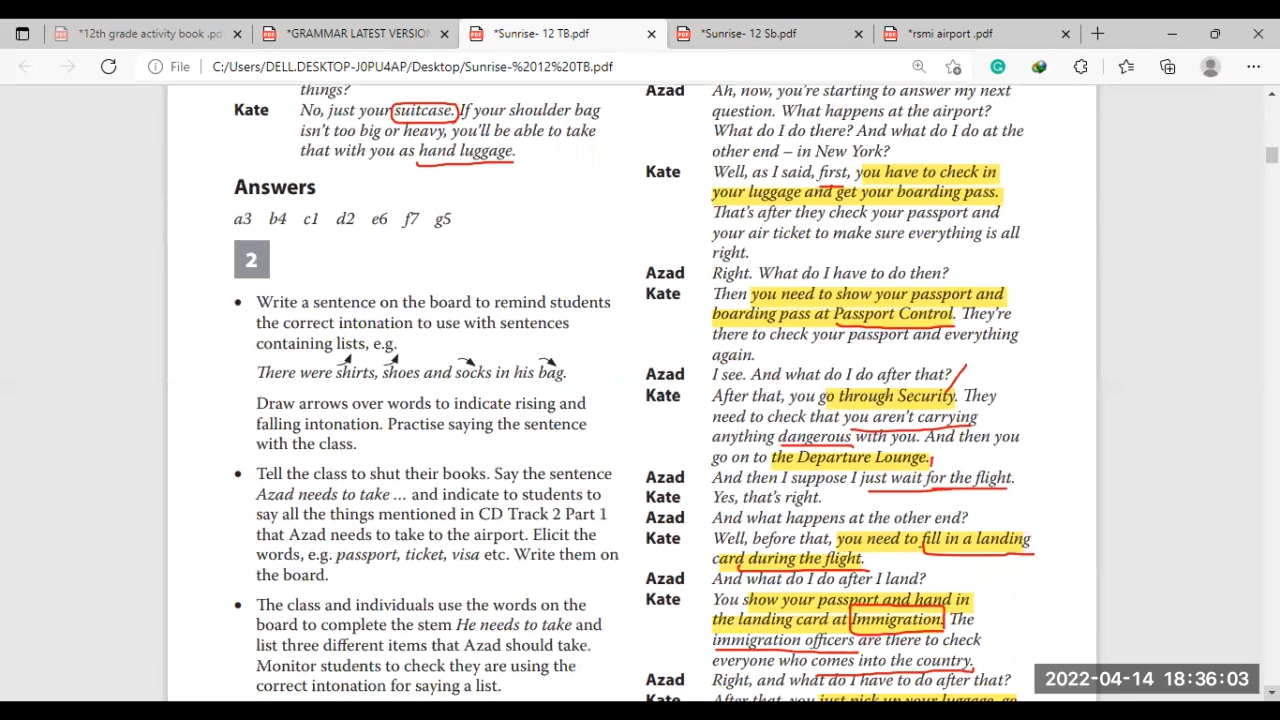 *12th grade activity book .pd
*GRAMMAR LATEST VERSION
*Sunrise- 12 TB.pdf
*Sunrise- 12 Sb.pdf
*rsmi airport .pdf
File C:/Users/DELL.DESKTOP-J0PU4AP/Desktop/Sunrise-%2012%20TB.pdf
things?
Kate No, just your suitcase. If your shoulder bag
isn't too big or heavy, you'll be able to take
that with you as hand luggage.
Answers
a3 b4 c1 d2 e6 f7 g5
2
• Write a sentence on the board to remind students
the correct intonation to use with sentences
containing lists, e.g.
There were shirts, shoes and socks in his bag.
Draw arrows over words to indicate rising and
falling intonation. Practise saying the sentence
with the class.
• Tell the class to shut their books. Say the sentence
Azad needs to take ... and indicate to students to
say all the things mentioned in CD Track 2 Part 1
that Azad needs to take to the airport. Elicit the
words, e.g. passport, ticket, visa etc. Write them on
the board.
• The class and individuals use the words on the
board to complete the stem He needs to take and
list three different items that Azad should take.
Monitor students to check they are using the
correct intonation for saying a list.
Azad Ah, now, you're starting to answer my next
question. What happens at the airport?
What do I do there? And what do I do at the
other end – in New York?
Kate Well, as I said, first, you have to check in
your luggage and get your boarding pass.
That's after they check your passport and
your air ticket to make sure everything is all
right.
Azad Right. What do I have to do then?
Kate Then you need to show your passport and
boarding pass at Passport Control. They're
there to check your passport and everything
again.
Azad I see. And what do I do after that?
Kate After that, you go through Security. They
need to check that you aren't carrying
anything dangerous with you. And then you
go on to the Departure Lounge.
Azad And then I suppose I just wait for the flight.
Kate Yes, that's right.
Azad And what happens at the other end?
Kate Well, before that, you need to fill in a landing
card during the flight.
Azad And what do I do after I land?
Kate You show your passport and hand in
the landing card at Immigration. The
immigration officers are there to check
everyone who comes into the country.
Azad Right, and what do I have to do after that?
Kate After that, you just pick up your luggage, go
2022-04-14 18:36:03